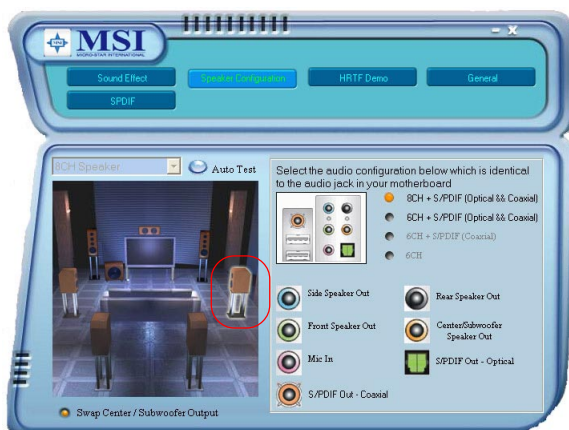 MSI
MICRO-STAR INTERNATIONAL
- x
Sound Effect
Speaker Configuration
HRTF Demo
General
SPDIF
8CH Speaker
Auto Test
Select the audio configuration below which is identical
to the audio jack in your motherboard
8CH + S/PDIF (Optical && Coaxial)
6CH + S/PDIF (Optical && Coaxial)
6CH + S/PDIF (Coaxial)
6CH
Side Speaker Out
Rear Speaker Out
Front Speaker Out
Center/Subwoofer
Speaker Out
Mic In
S/PDIF Out - Optical
S/PDIF Out - Coaxial
Swap Center / Subwoofer Output